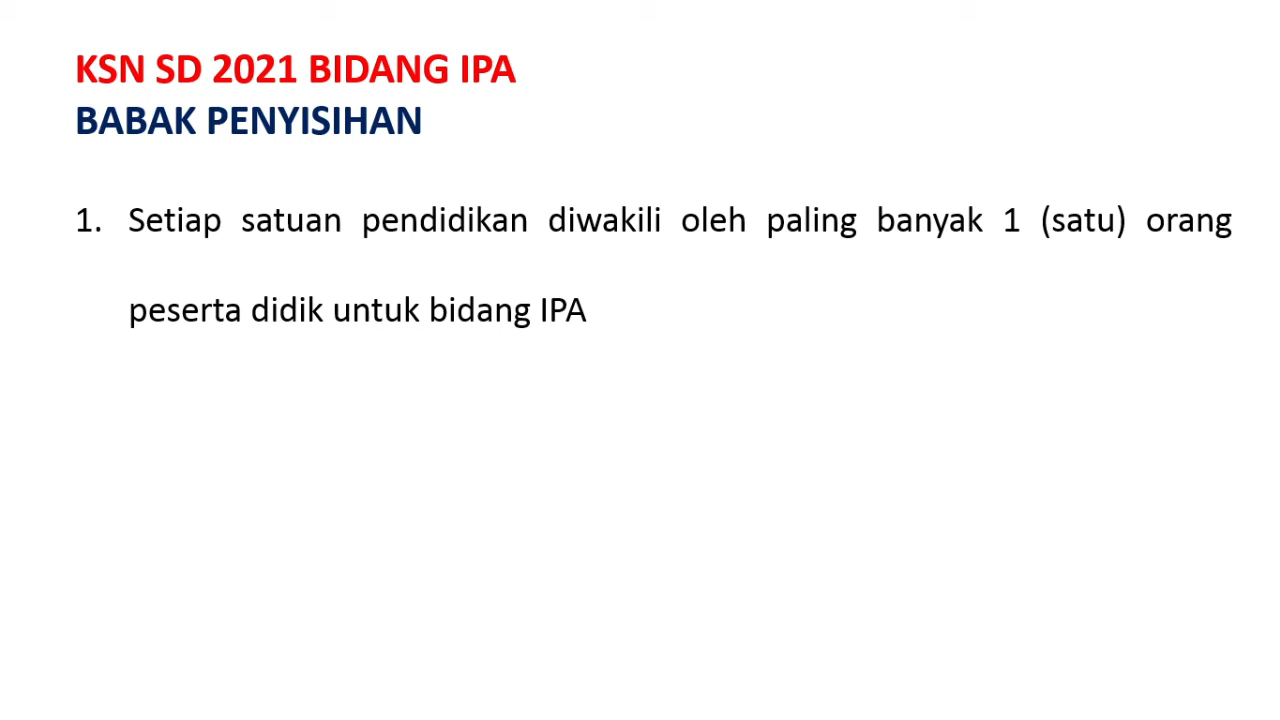 KSN SD 2021 BIDANG IPA
BABAK PENYISIHAN
1. Setiap satuan pendidikan diwakili oleh paling banyak 1 (satu) orang
peserta didik untuk bidang IPA